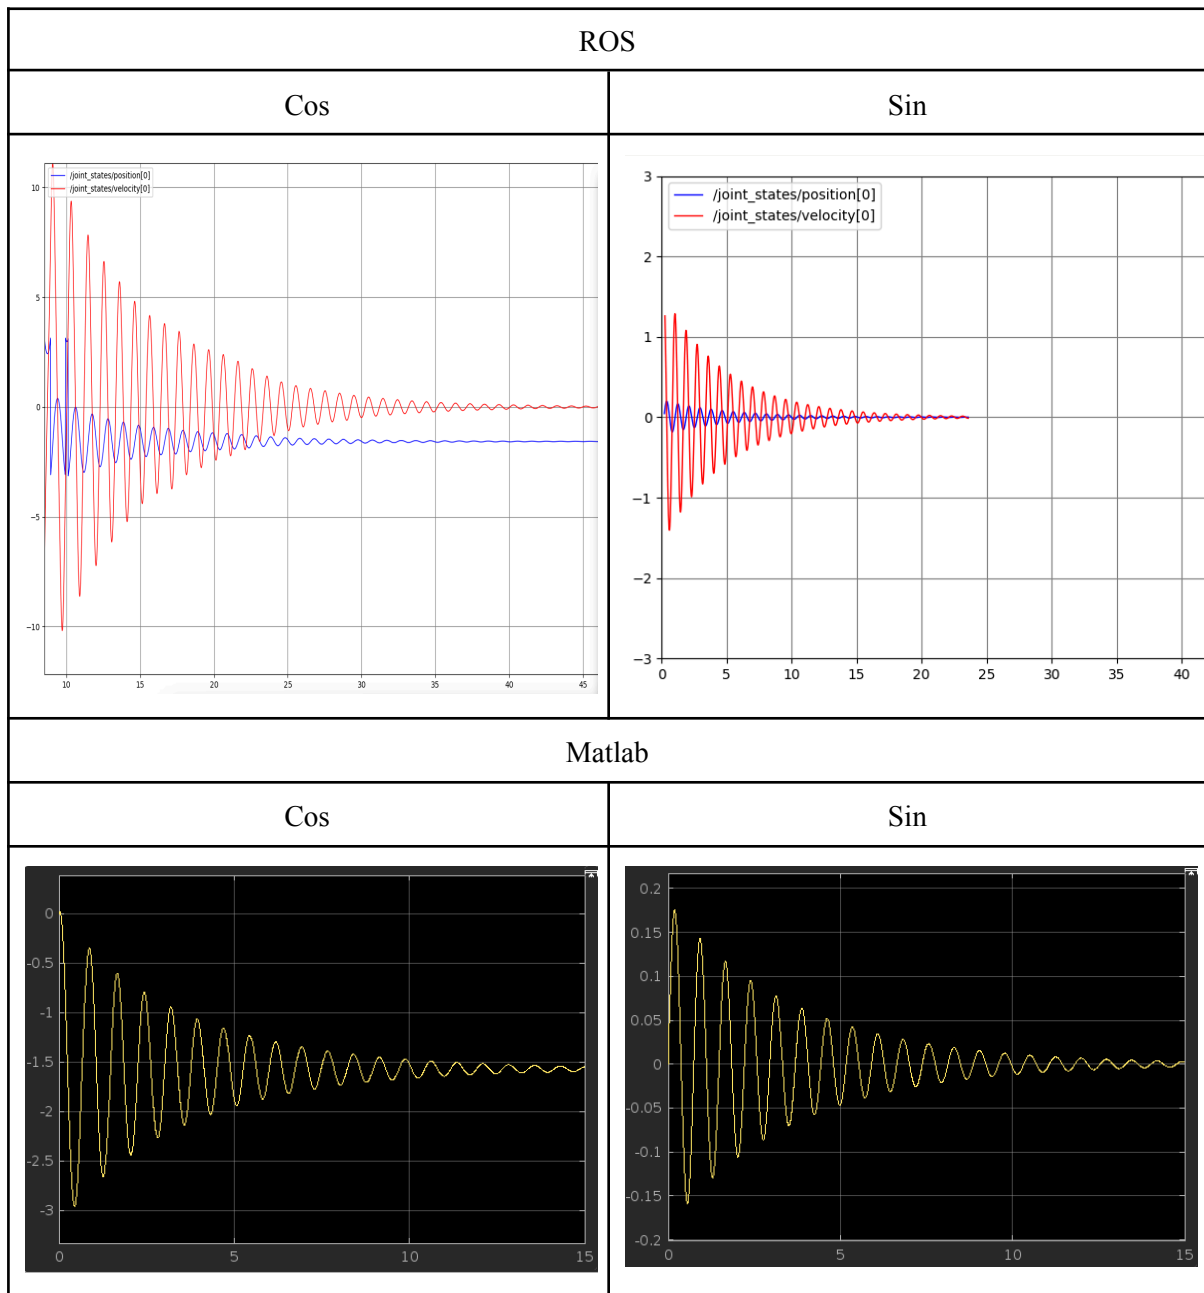 ROS
Cos
Sin
/joint_states/position[0]
/joint_states/velocity[0]
10
5
0
−5
−10
10 15 20 25 30 35 40 45
/joint_states/position[0]
/joint_states/velocity[0]
3
2
1
0
−1
−2
−3
0 5 10 15 20 25 30 35 40
Matlab
Cos
Sin
0
-0.5
-1
-1.5
-2
-2.5
-3
0 5 10 15
0.2
0.15
0.1
0.05
0
-0.05
-0.1
-0.15
-0.2
0 5 10 15